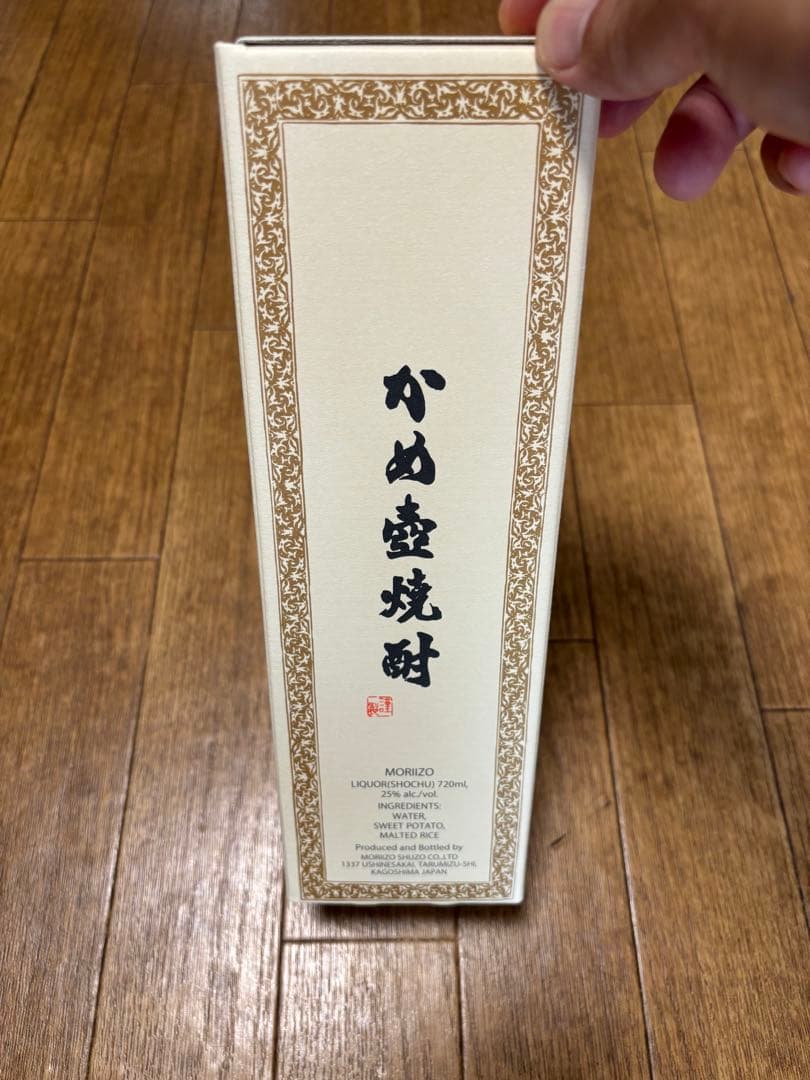 かめ壺焼酎
MORIIZO
LIQUOR(SHOCHU) 720ml,
25% alc./vol.
INGREDIENTS:
WATER,
SWEET POTATO,
MALTED RICE
Produced and Bottled by
MORIIZO SHUZO CO.,LTD
1337 USHINESAKAI, TARUMIZU-SHI,
KAGOSHIMA JAPAN